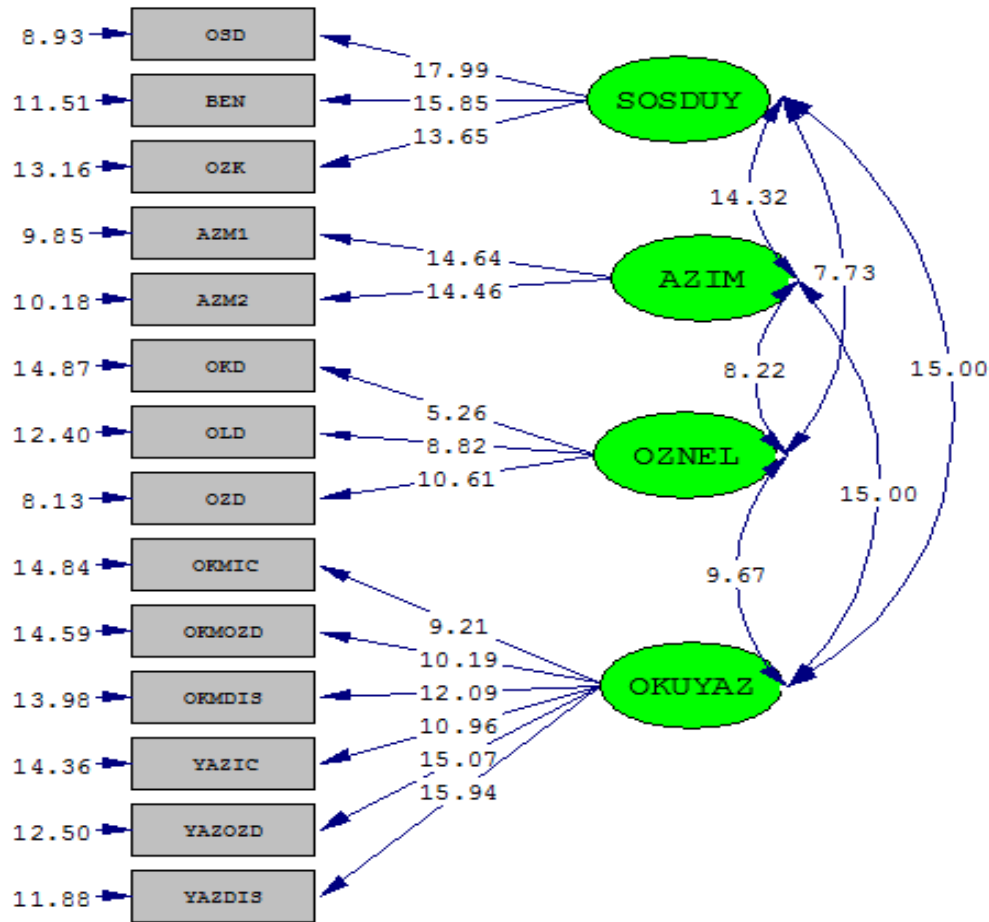 8.93 OSD
17.99
11.51 BEN
15.85
SOSDUY
13.65
13.16 OZK
14.32
9.85 AZM1
14.64
AZIM
7.73
10.18 AZM2
14.46
14.87 OKD
8.22
15.00
5.26
12.40 OLD
8.82
OZNEL
10.61
8.13 OZD
15.00
14.84 OKMIC
9.67
9.21
14.59 OKMOZD
10.19
13.98 OKMDIS
12.09
OKUYAZ
10.96
14.36 YAZIC
15.07
15.94
12.50 YAZOZD
11.88 YAZDIS